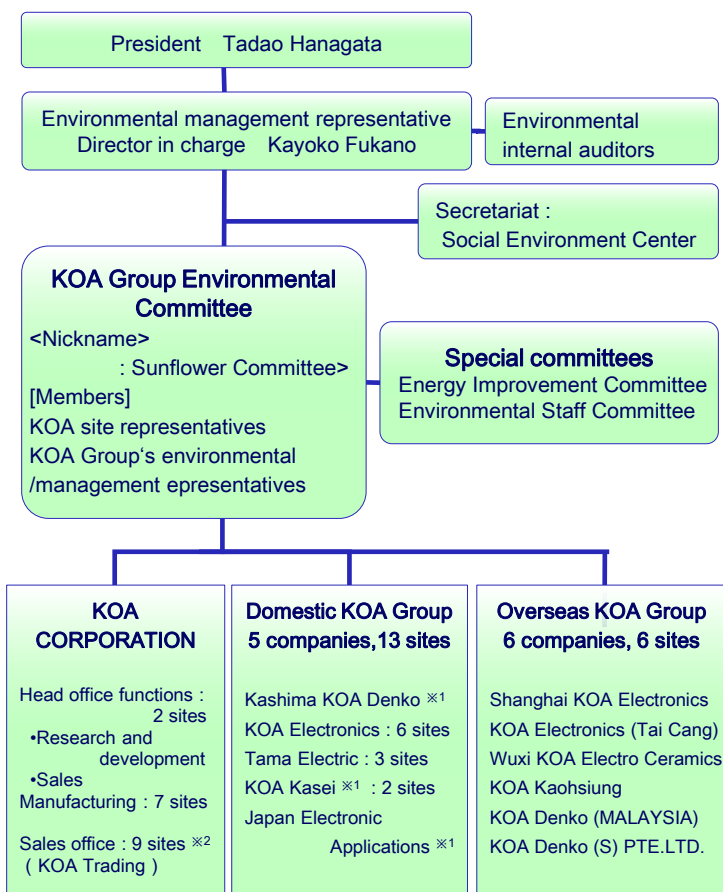 President Tadao Hanagata
Environmental management representative
Director in charge Kayoko Fukano
Environmental
internal auditors
Secretariat :
Social Environment Center
KOA Group Environmental
Committee
<Nickname>
: Sunflower Committee>
[Members]
KOA site representatives
KOA Group‘s environmental
/management epresentatives
Special committees
Energy Improvement Committee
Environmental Staff Committee
KOA
CORPORATION
Head office functions :
2 sites
•Research and
development
•Sales
Manufacturing : 7 sites
Sales office : 9 sites ※2
( KOA Trading )
Domestic KOA Group
5 companies,13 sites
Kashima KOA Denko ※1
KOA Electronics : 6 sites
Tama Electric : 3 sites
KOA Kasei ※1 : 2 sites
Japan Electronic
Applications ※1
Overseas KOA Group
6 companies, 6 sites
Shanghai KOA Electronics
KOA Electronics (Tai Cang)
Wuxi KOA Electro Ceramics
KOA Kaohsiung
KOA Denko (MALAYSIA)
KOA Denko (S) PTE.LTD.